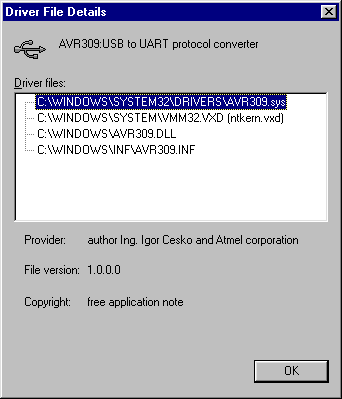 Driver File Details
AVR309:USB to UART protocol converter
Driver files:
C:\WINDOWS\SYSTEM32\DRIVERS\AVR309.sys
C:\WINDOWS\SYSTEM\VMM32.VXD (ntkern.vxd)
C:\WINDOWS\AVR309.DLL
C:\WINDOWS\INF\AVR309.INF
Provider: author Ing. Igor Cesko and Atmel corporation
File version: 1.0.0.0
Copyright: free application note
OK